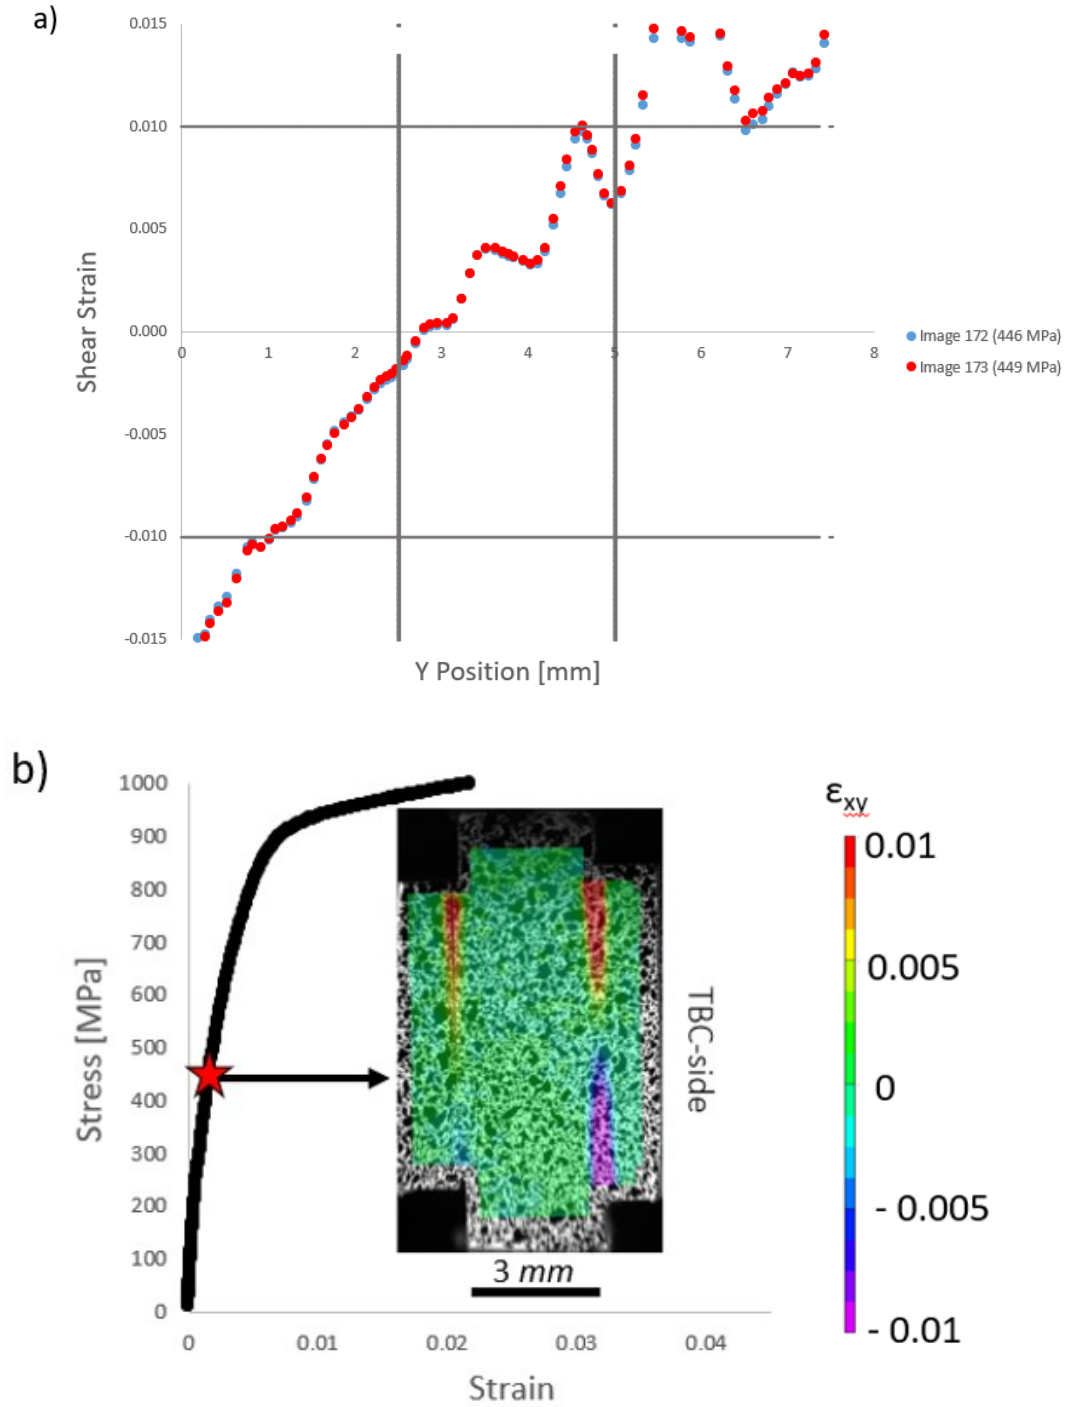 a)
0.015
0.010
0.005
0.000
-0.005
-0.010
-0.015
0 1 2 3 4 5 6 7 8
Shear Strain
Y Position [mm]
Image 172 (446 MPa)
Image 173 (449 MPa)
b)
1000
900
800
700
600
500
400
300
200
100
0
0 0.01 0.02 0.03 0.04
Stress [MPa]
Strain
3 mm
TBC-side
εxy
0.01
0.005
0
- 0.005
- 0.01